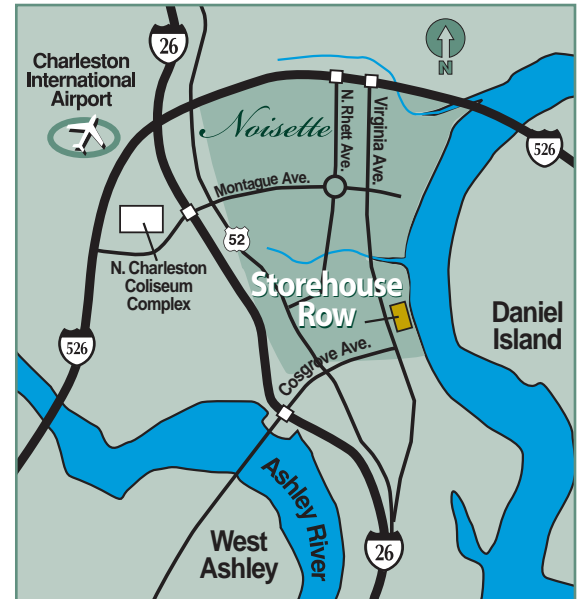 26
N
Charleston
International
Airport
Noisette
N. Rhett Ave.
Virginia Ave.
526
Montague Ave.
52
N. Charleston
Coliseum
Complex
Storehouse
Row
Daniel
Island
526
Cosgrove Ave.
Ashley River
West
Ashley
26